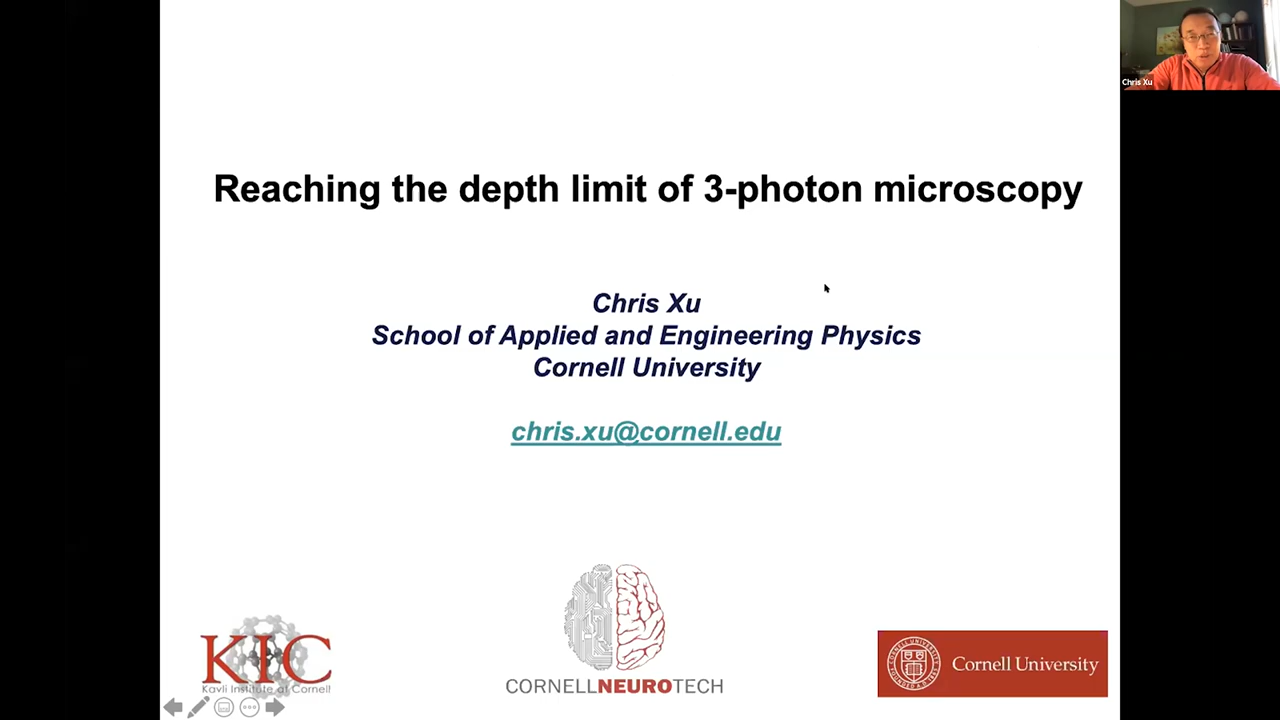 Chris Xu
Reaching the depth limit of 3-photon microscopy
Chris Xu
School of Applied and Engineering Physics
Cornell University
chris.xu@cornell.edu
KIC
Kavli Institute at Cornell
CORNELLNEUROTECH
Cornell University